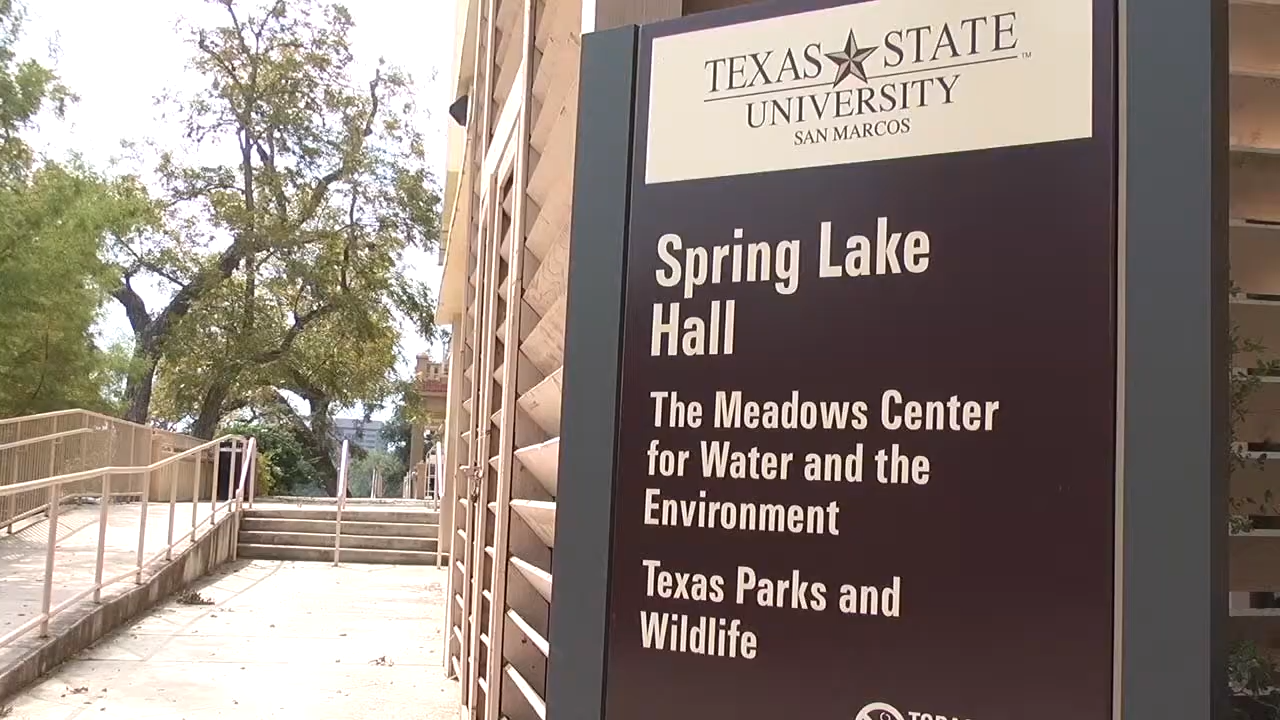 TEXAS STATE
UNIVERSITY
SAN MARCOS
Spring Lake
Hall
The Meadows Center
for Water and the
Environment
Texas Parks and
Wildlife